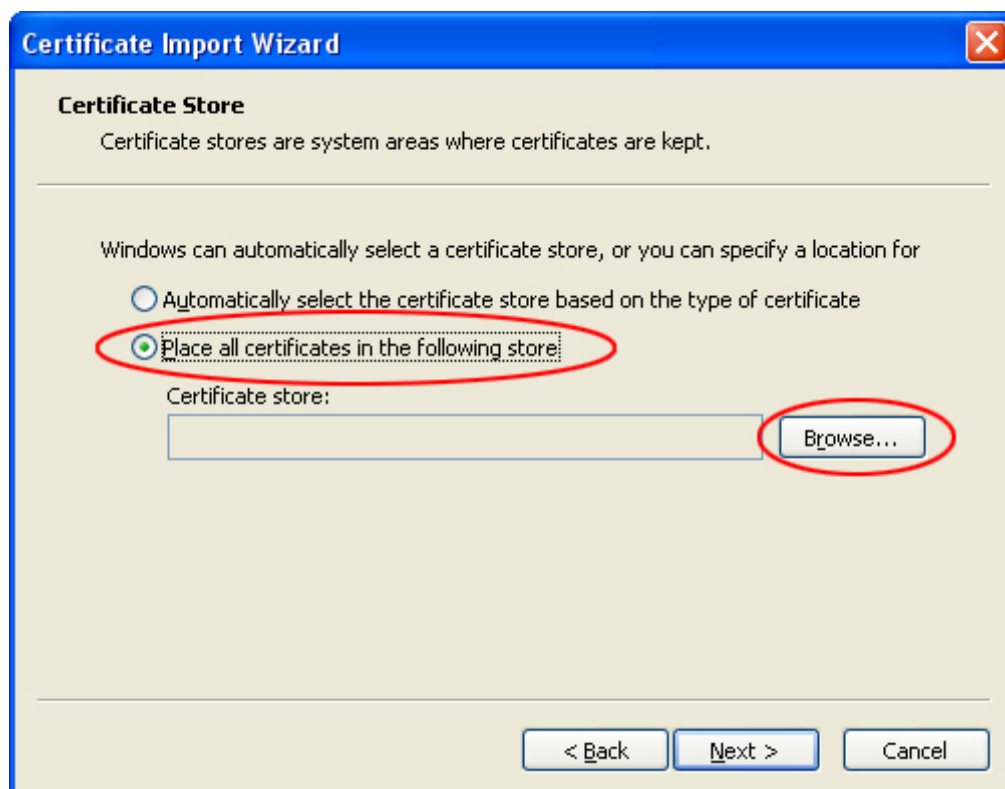 Certificate Import Wizard
Certificate Store
Certificate stores are system areas where certificates are kept.
Windows can automatically select a certificate store, or you can specify a location for
Automatically select the certificate store based on the type of certificate
Place all certificates in the following store
Certificate store:
Browse...
< Back
Next >
Cancel